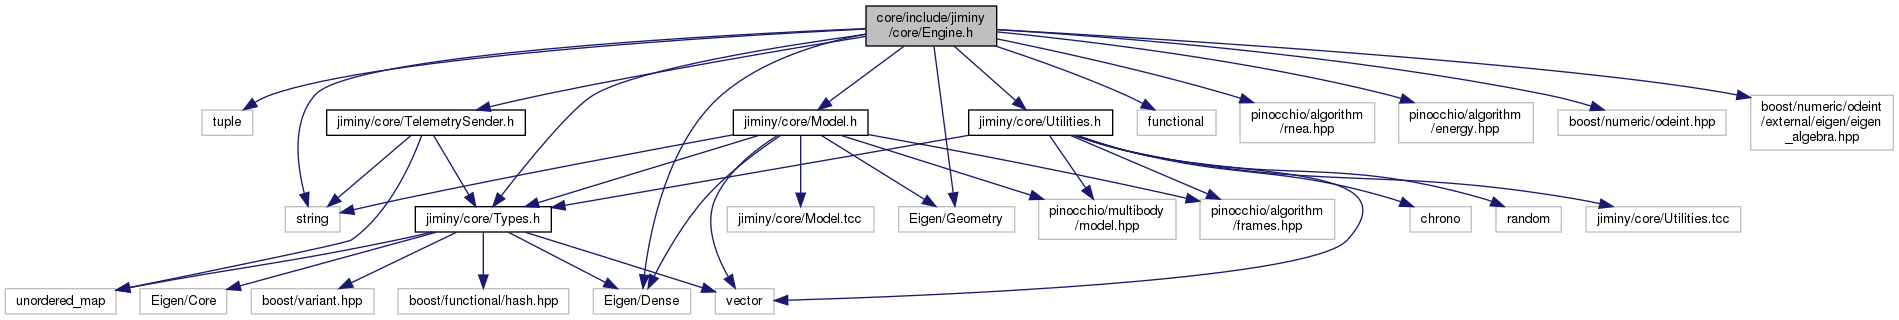 core/include/jiminy
/core/Engine.h
tuple
jiminy/core/TelemetrySender.h
jiminy/core/Model.h
jiminy/core/Utilities.h
functional
pinocchio/algorithm
/rnea.hpp
pinocchio/algorithm
/energy.hpp
boost/numeric/odeint.hpp
boost/numeric/odeint
/external/eigen/eigen
_algebra.hpp
string
jiminy/core/Types.h
jiminy/core/Model.tcc
Eigen/Geometry
pinocchio/multibody
/model.hpp
pinocchio/algorithm
/frames.hpp
chrono
random
jiminy/core/Utilities.tcc
unordered_map
Eigen/Core
boost/variant.hpp
boost/functional/hash.hpp
Eigen/Dense
vector